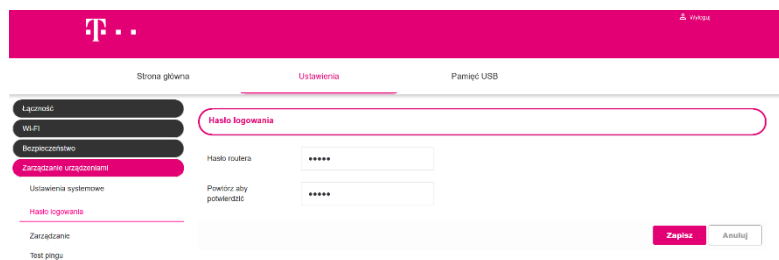 T
Wyloguj
Strona główna Ustawienia Pamięć USB
Łączność
Wi-Fi
Bezpieczeństwo
Zarządzanie urządzeniami
Ustawienia systemowe
Hasło logowania
Zarządzanie
Test pingu
Hasło logowania
Hasło routera •••••
Powtórz aby
potwierdzić •••••
Zapisz Anuluj